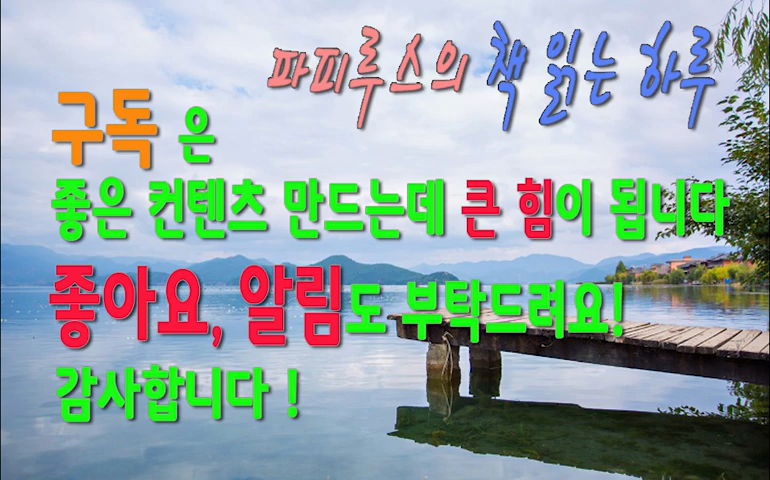 파피루스의 책 읽는 하루
구독 은
좋은 컨텐츠 만드는데 큰 힘이 됩니다
좋아요, 알림도 부탁드려요!
감사합니다 !